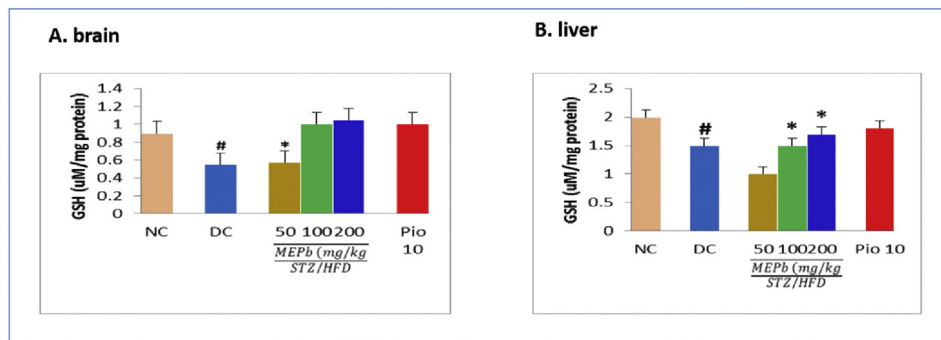 A. brain
GSH (uM/mg protein)
1.4
1.2
1
0.8
0.6
0.4
0.2
0
#
*
NC DC 50 100 200 Pio 10
MEPb (mg/kg
STZ/HFD
B. liver
GSH (uM/mg protein)
2.5
2
1.5
1
0.5
0
#
*
*
NC DC 50 100 200 Pio 10
MEPb (mg/kg
STZ/HFD